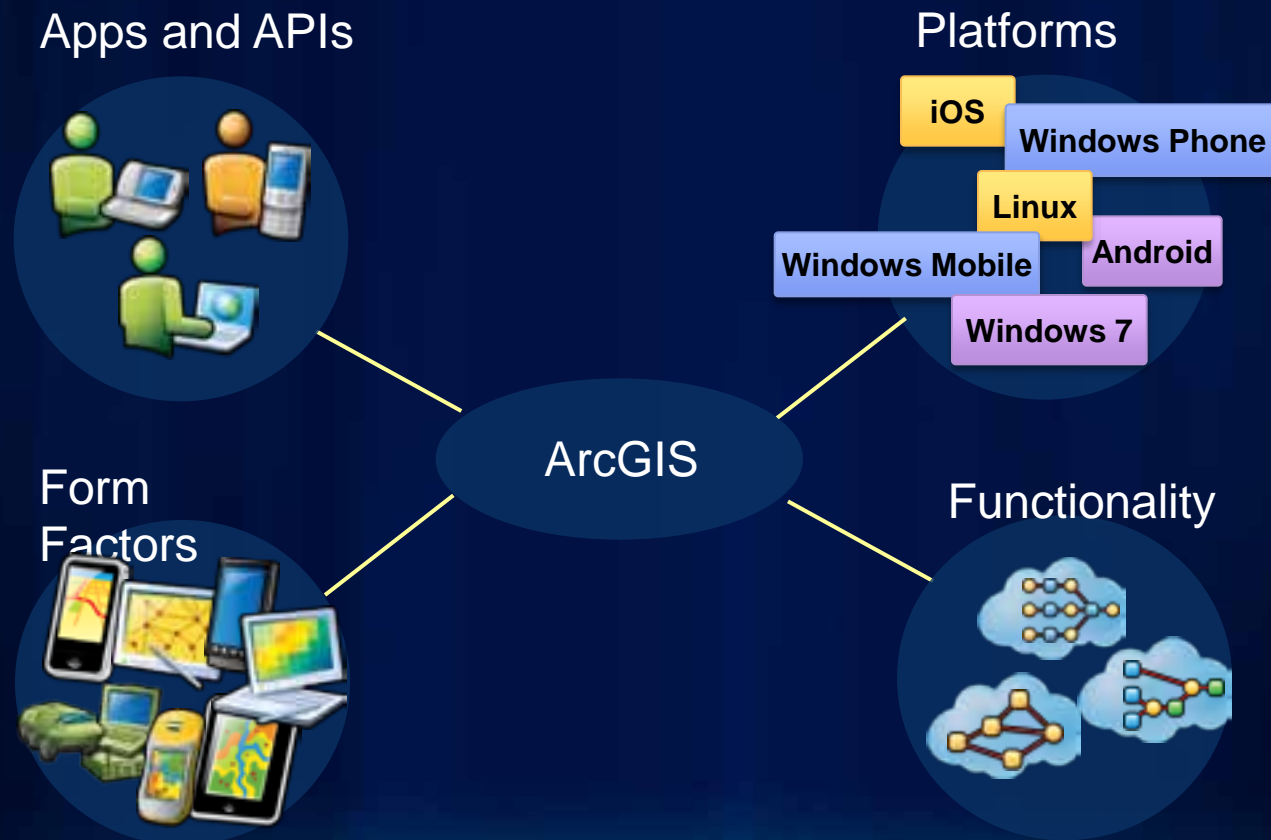 Apps and APIs
Platforms
iOS
Windows Phone
Linux
Android
Windows Mobile
Windows 7
ArcGIS
Form
Factors
Functionality